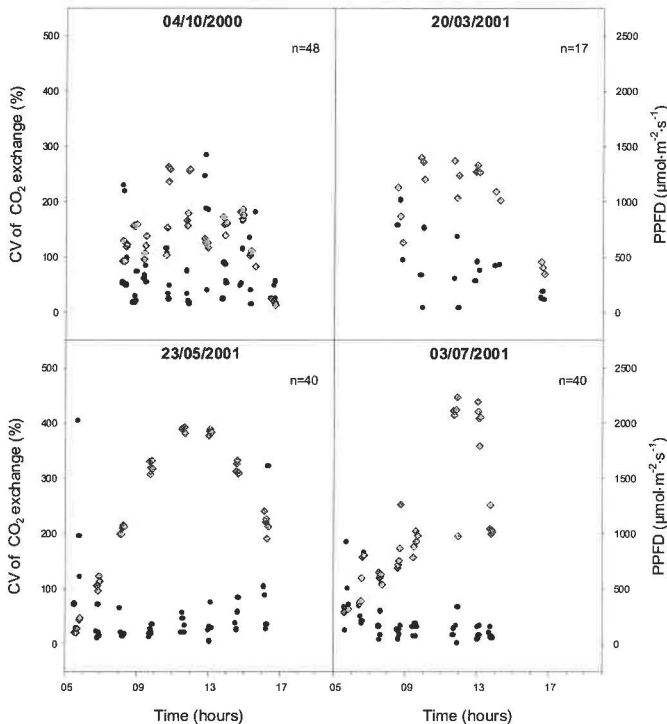 04/10/2000
20/03/2001
500
400
300
200
100
0
n=48
n=17
2500
2000
1500
1000
500
0
CV of CO₂ exchange (%)
PPFD (µmol·m⁻²·s⁻¹)
23/05/2001
03/07/2001
500
400
300
200
100
0
n=40
n=40
2500
2000
1500
1000
500
0
CV of CO₂ exchange (%)
PPFD (µmol·m⁻²·s⁻¹)
05 09 13 17 05 09 13 17
Time (hours) Time (hours)